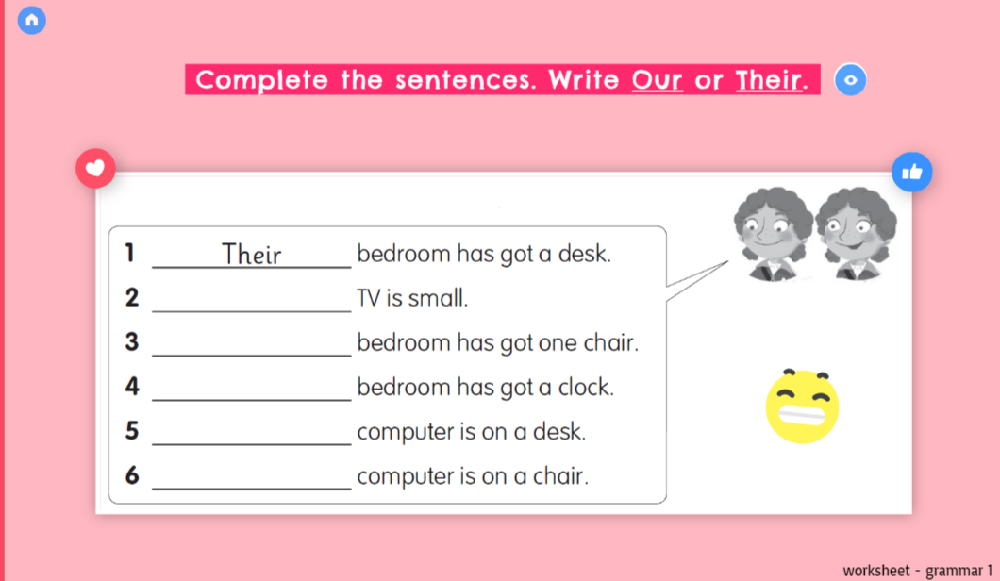 Complete the sentences. Write Our or Their.
1 Their bedroom has got a desk.
2 TV is small.
3 bedroom has got one chair.
4 bedroom has got a clock.
5 computer is on a desk.
6 computer is on a chair.
worksheet - grammar 1